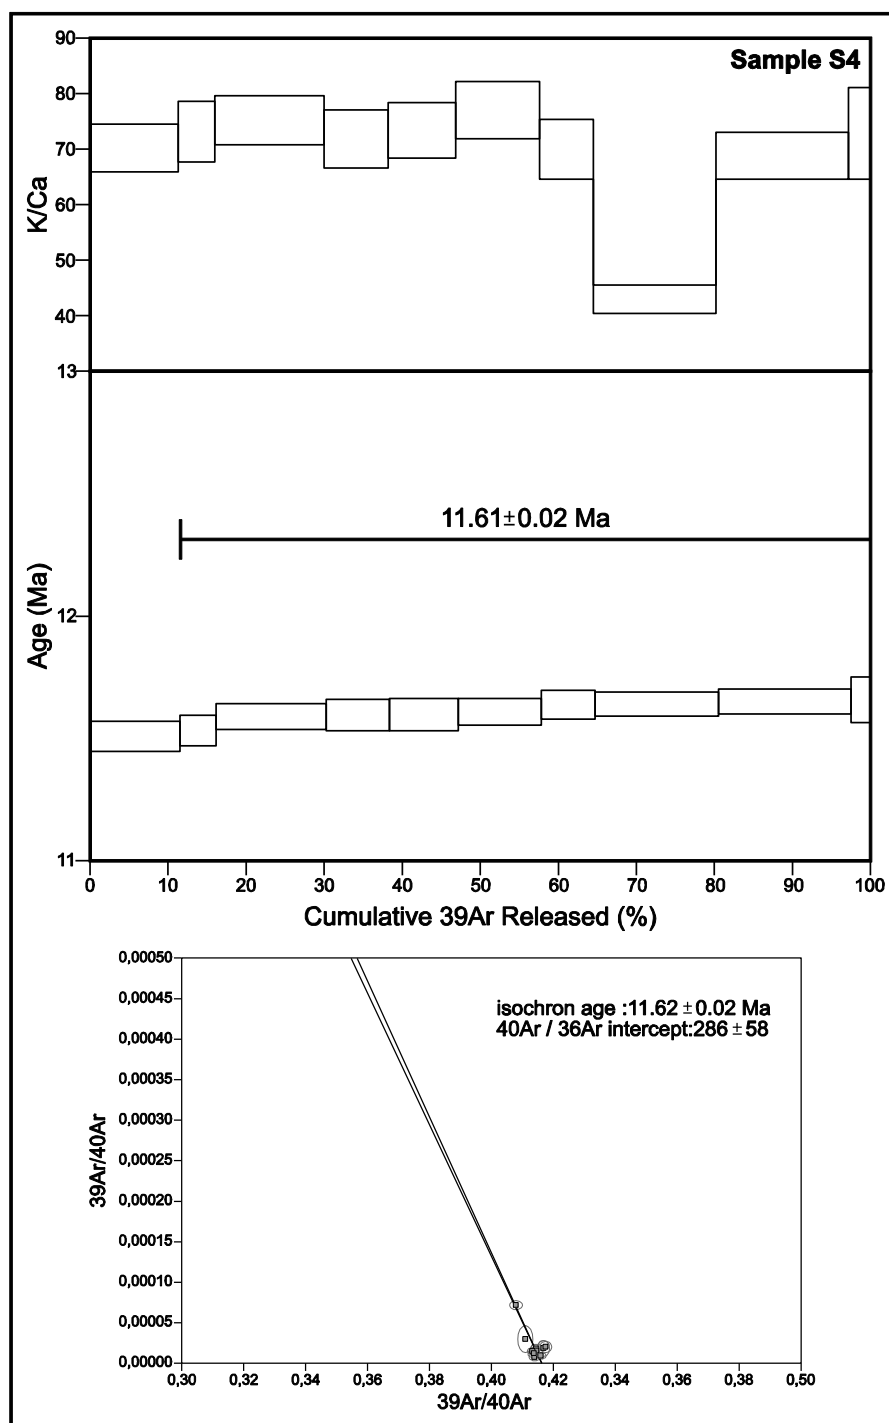 Sample S4
90
80
70
60
50
40
K/Ca
13
12
11
Age (Ma)
11.61±0.02 Ma
0 10 20 30 40 50 60 70 80 90 100
Cumulative 39Ar Released (%)
0,00050
0,00045
0,00040
0,00035
0,00030
0,00025
0,00020
0,00015
0,00010
0,00005
0,00000
39Ar/40Ar
isochron age :11.62 ±0.02 Ma
40Ar / 36Ar intercept:286 ±58
0,30 0,32 0,34 0,36 0,38 0,40 0,42 0,34 0,36 0,38 0,50
39Ar/40Ar